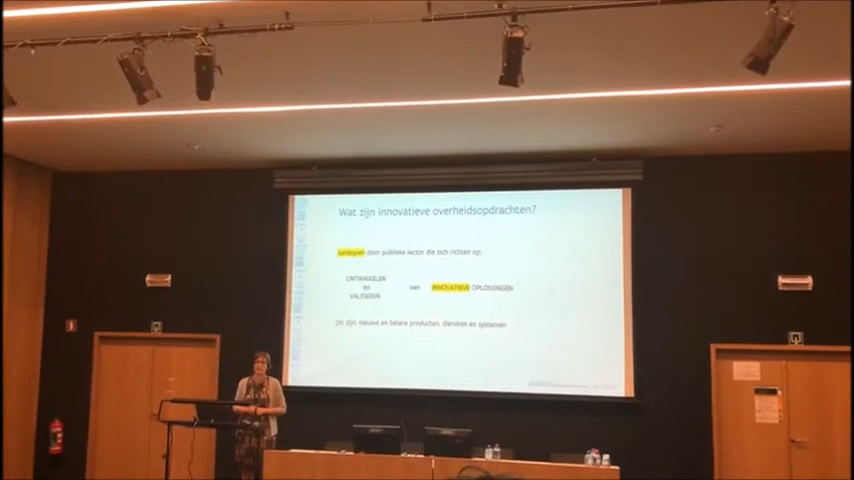 Wat zijn innovatieve overheidsopdrachten?
Aankopen door publieke sector die zich richten op:
ONTWIKKELEN
en van INNOVATIEVE OPLOSSINGEN
VALIDEREN
Dit zijn: nieuwe en betere producten, diensten en systemen